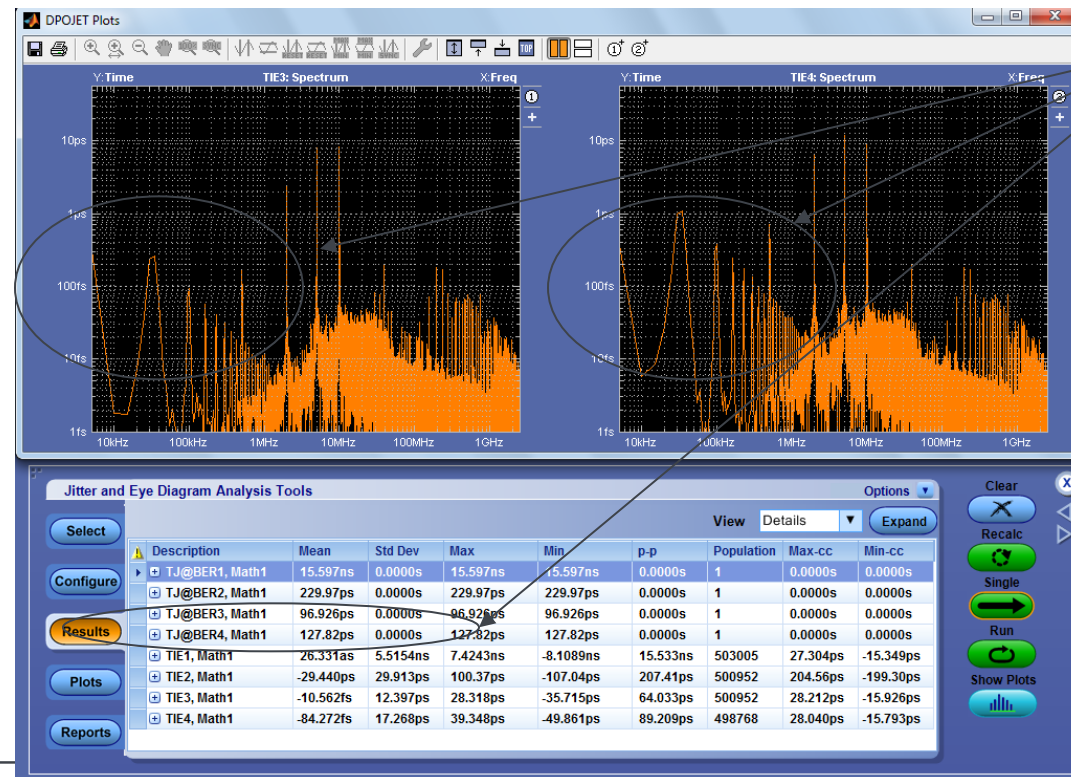 DPOJET Plots
TOP
Y:Time TIE3: Spectrum X:Freq
10ps
1ps
100fs
10fs
1fs
10kHz 100kHz 1MHz 10MHz 100MHz 1GHz
1
+
Y:Time TIE4: Spectrum X:Freq
10ps
1ps
100fs
10fs
1fs
10kHz 100kHz 1MHz 10MHz 100MHz 1GHz
2
+
Jitter and Eye Diagram Analysis Tools
Options
View Details Expand
Select
Configure
Results
Plots
Reports
Description Mean Std Dev Max Min p-p Population Max-cc Min-cc
TJ@BER1, Math1 15.597ns 0.0000s 15.597ns 15.597ns 0.0000s 1 0.0000s 0.0000s
TJ@BER2, Math1 229.97ps 0.0000s 229.97ps 229.97ps 0.0000s 1 0.0000s 0.0000s
TJ@BER3, Math1 96.926ps 0.0000s 96.926ps 96.926ps 0.0000s 1 0.0000s 0.0000s
TJ@BER4, Math1 127.82ps 0.0000s 127.82ps 127.82ps 0.0000s 1 0.0000s 0.0000s
TIE1, Math1 26.331as 5.5154ns 7.4243ns -8.1089ns 15.533ns 503005 27.304ps -15.349ps
TIE2, Math1 -29.440ps 29.913ps 100.37ps -107.04ps 207.41ps 500952 204.56ps -199.30ps
TIE3, Math1 -10.562fs 12.397ps 28.318ps -35.715ps 64.033ps 500952 28.212ps -15.926ps
TIE4, Math1 -84.272fs 17.268ps 39.348ps -49.861ps 89.209ps 498768 28.040ps -15.793ps
Clear
Recalc
Single
Run
Show Plots
X